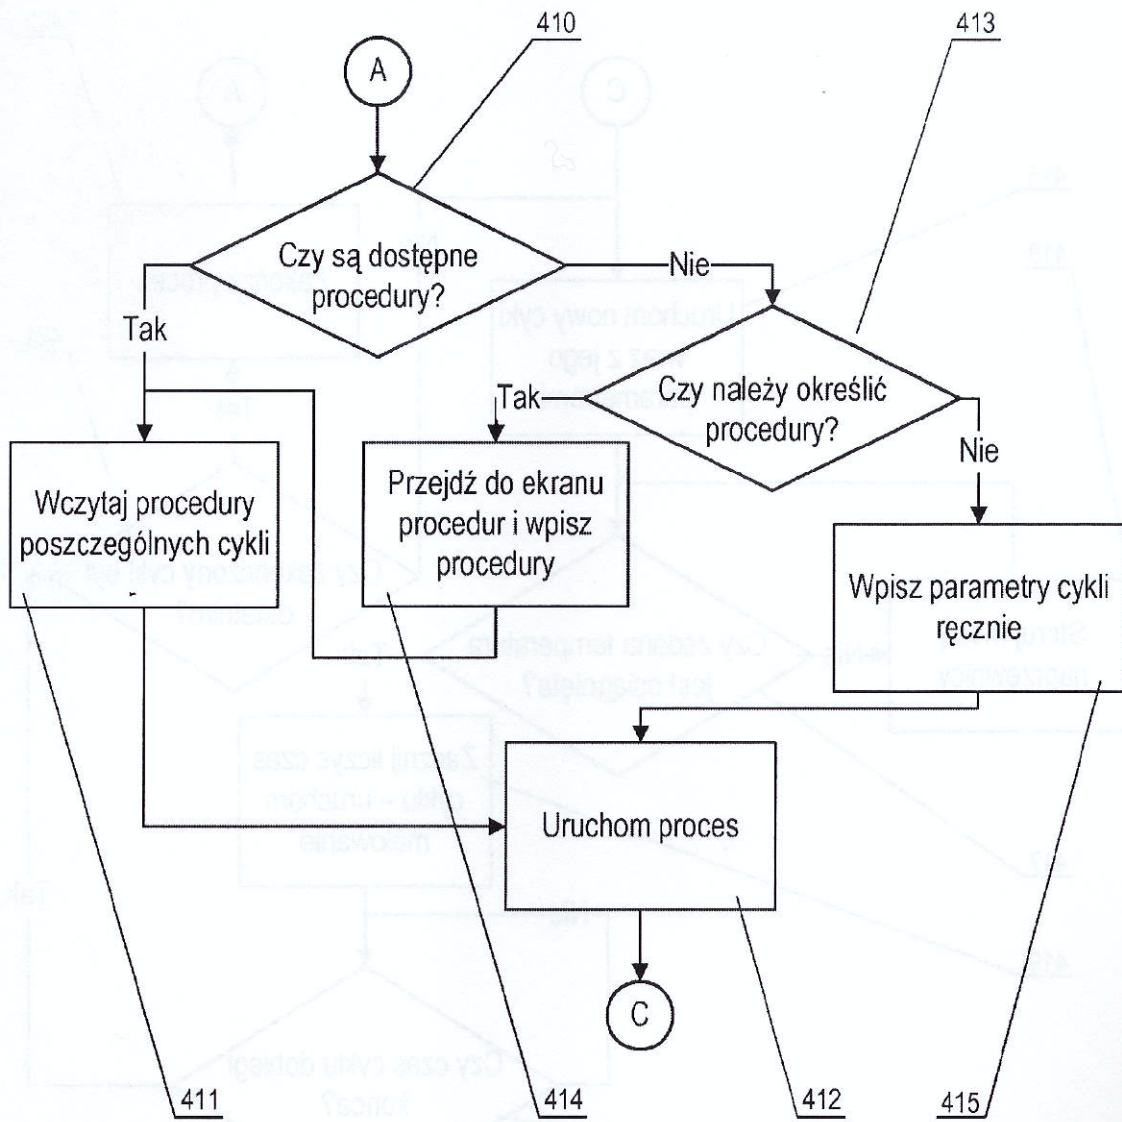 410
413
A
Czy są dostępne
procedury?
Nie
Tak
Czy należy określić
procedury?
Tak
Nie
Wczytaj procedury
poszczególnych cykli
Przejdź do ekranu
procedur i wpisz
procedury
Wpisz parametry cykli
ręcznie
Uruchom proces
C
411
414
412
415